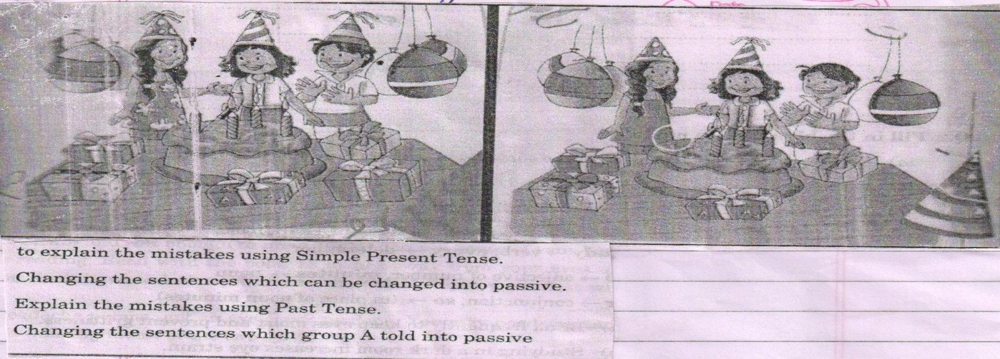 to explain the mistakes using Simple Present Tense.
Changing the sentences which can be changed into passive.
Explain the mistakes using Past Tense.
Changing the sentences which group A told into passive